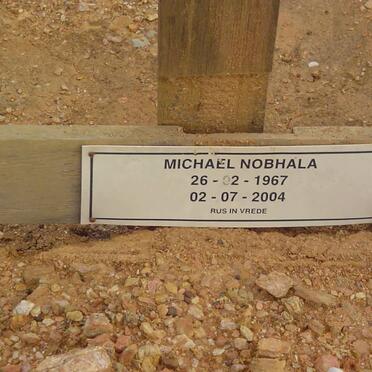 MICHAEL NOBHALA
26 - 02 - 1967
02 - 07 - 2004
RUS IN VREDE